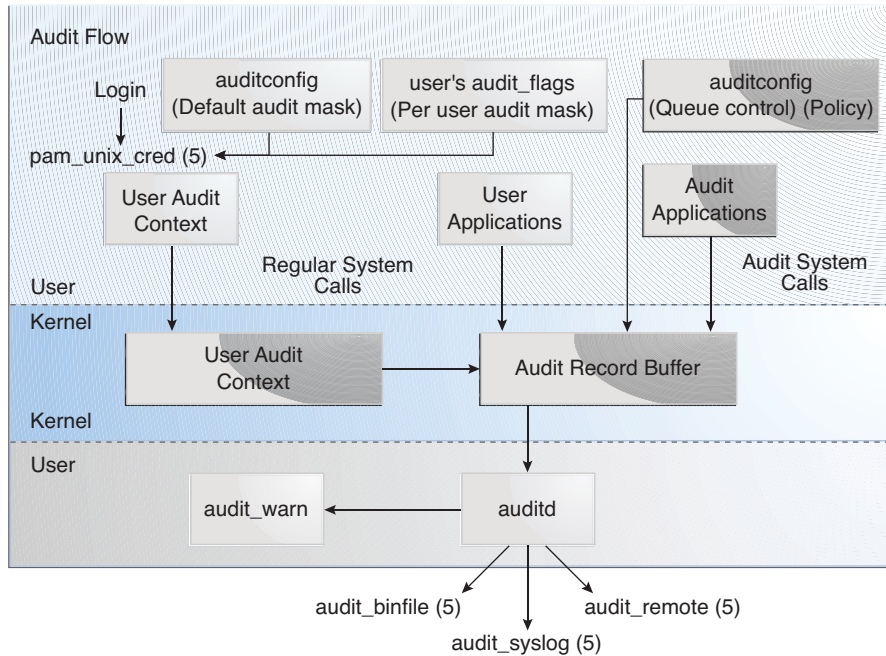 Audit Flow
Login
auditconfig
(Default audit mask)
user's audit_flags
(Per user audit mask)
auditconfig
(Queue control) (Policy)
pam_unix_cred (5)
User Audit
Context
User
Applications
Audit
Applications
Regular System
Calls
Audit System
Calls
User
Kernel
User Audit
Context
Audit Record Buffer
Kernel
User
audit_warn
auditd
audit_binfile (5)
audit_remote (5)
audit_syslog (5)